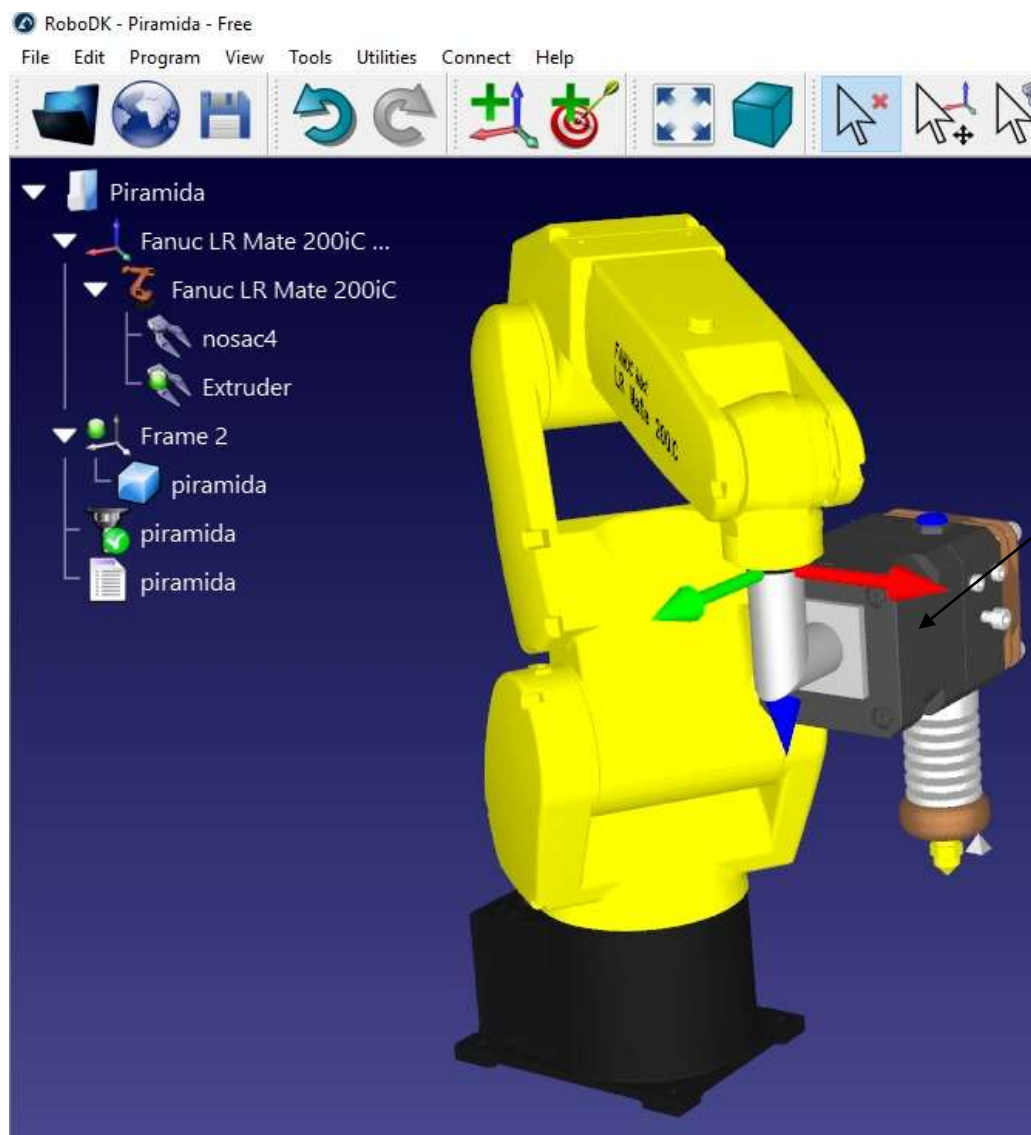 RoboDK - Piramida - Free
File Edit Program View Tools Utilities Connect Help
Piramida
Fanuc LR Mate 200iC ...
Fanuc LR Mate 200iC
nosac4
Extruder
Frame 2
piramida
piramida
piramida
LR Mate 200iC